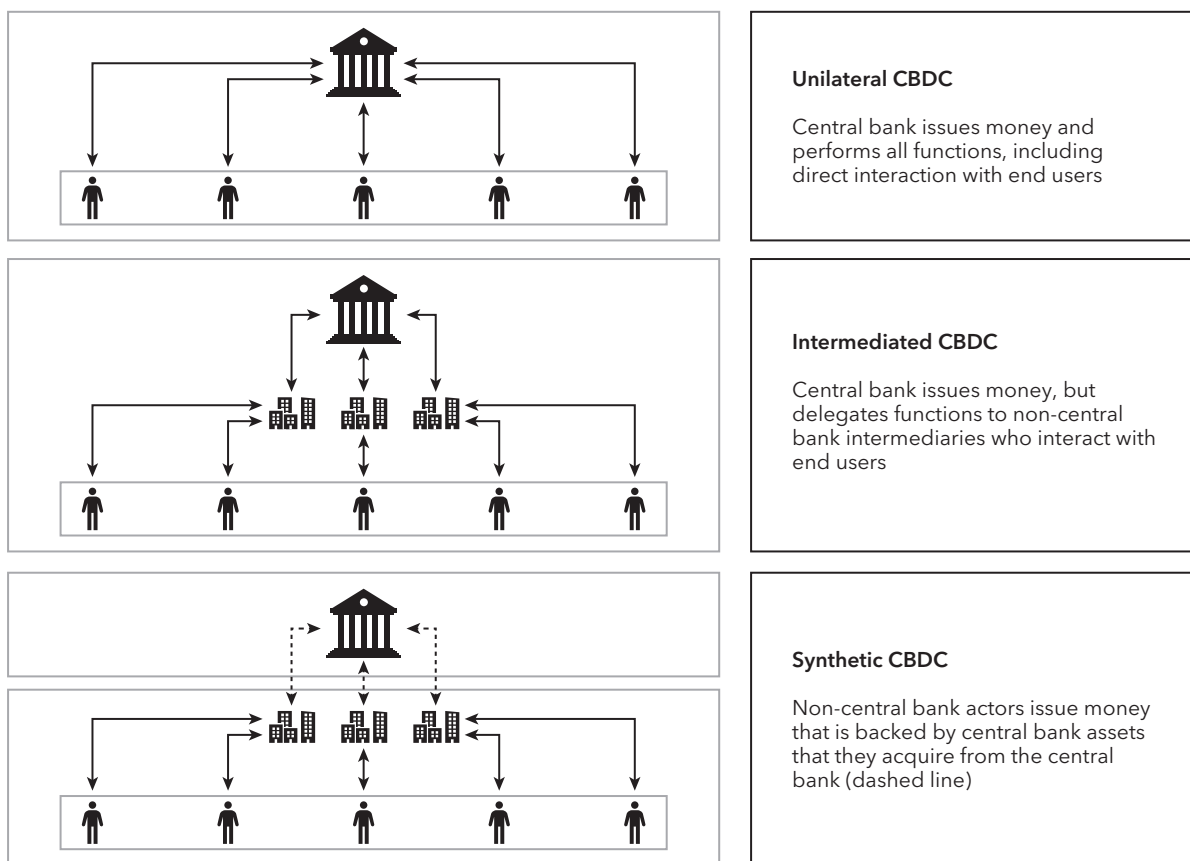 Unilateral CBDC
Central bank issues money and
performs all functions, including
direct interaction with end users
Intermediated CBDC
Central bank issues money, but
delegates functions to non-central
bank intermediaries who interact with
end users
Synthetic CBDC
Non-central bank actors issue money
that is backed by central bank assets
that they acquire from the central
bank (dashed line)